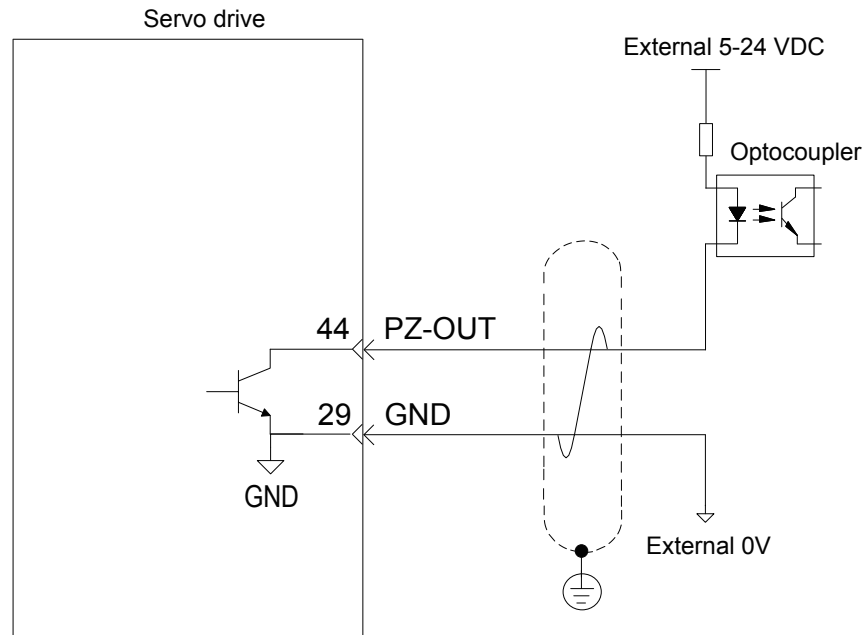 Servo drive
External 5-24 VDC
Optocoupler
44 PZ-OUT
29 GND
GND
External 0V